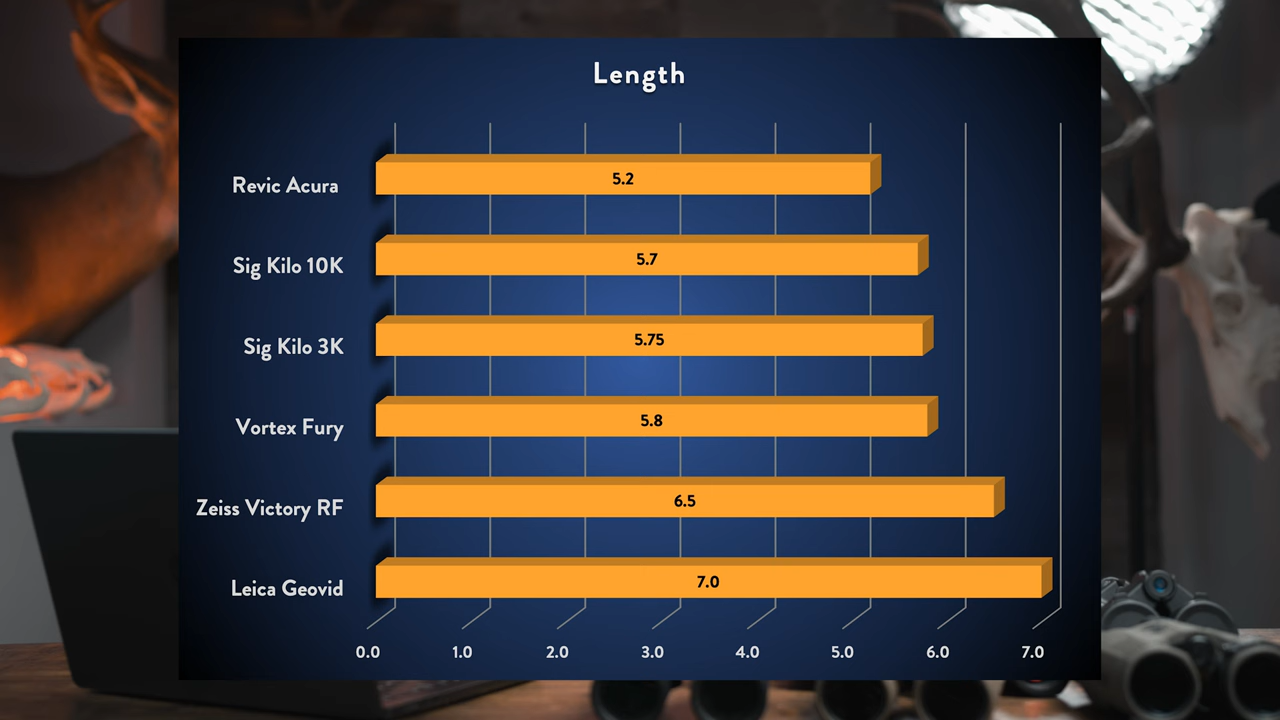 Length
Revic Acura 5.2
Sig Kilo 10K 5.7
Sig Kilo 3K 5.75
Vortex Fury 5.8
Zeiss Victory RF 6.5
Leica Geovid 7.0
0.0 1.0 2.0 3.0 4.0 5.0 6.0 7.0